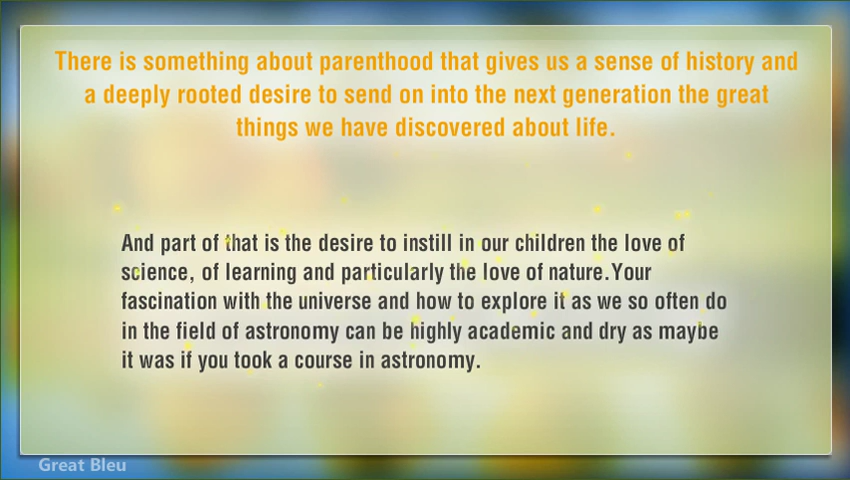 There is something about parenthood that gives us a sense of history and
a deeply rooted desire to send on into the next generation the great
things we have discovered about life.
And part of that is the desire to instill in our children the love of
science, of learning and particularly the love of nature.Your
fascination with the universe and how to explore it as we so often do
in the field of astronomy can be highly academic and dry as maybe
it was if you took a course in astronomy.
Great Bleu